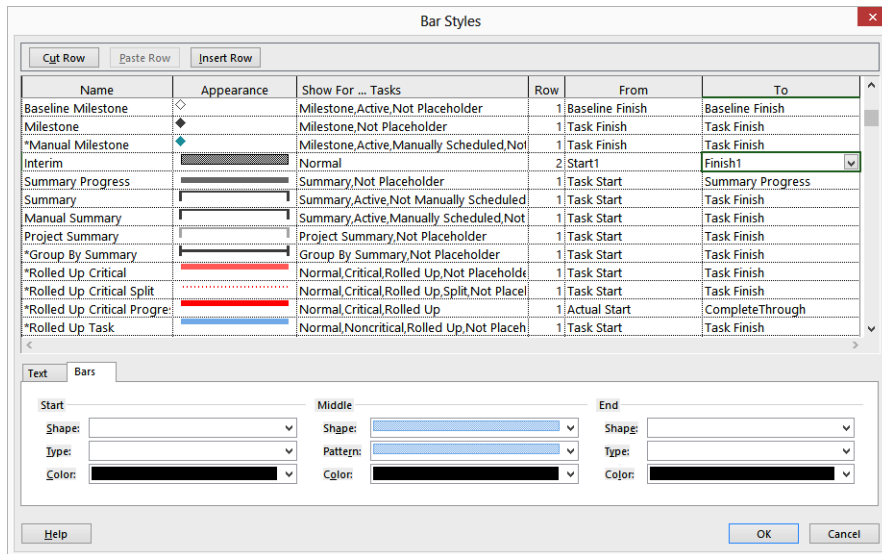 Bar Styles
Cut Row Paste Row Insert Row
Name Appearance Show For ... Tasks Row From To
Baseline Milestone Milestone,Active,Not Placeholder 1 Baseline Finish Baseline Finish
Milestone Milestone,Not Placeholder 1 Task Finish Task Finish
*Manual Milestone Milestone,Active,Manually Scheduled,Not 1 Task Finish Task Finish
Interim Normal 2 Start1 Finish1
Summary Progress Summary,Not Placeholder 1 Task Start Summary Progress
Summary Summary,Active,Not Manually Scheduled 1 Task Start Task Finish
Manual Summary Summary,Active,Manually Scheduled,Not 1 Task Start Task Finish
Project Summary Project Summary,Not Placeholder 1 Task Start Task Finish
*Group By Summary Group By Summary,Not Placeholder 1 Task Start Task Finish
*Rolled Up Critical Normal,Critical,Rolled Up,Not Placeholde 1 Task Start Task Finish
*Rolled Up Critical Split Normal,Critical,Rolled Up,Split,Not Placel 1 Task Start Task Finish
*Rolled Up Critical Progre: Normal,Critical,Rolled Up 1 Actual Start CompleteThrough
*Rolled Up Task Normal,Noncritical,Rolled Up,Not Placeh 1 Task Start Task Finish
Text Bars
Start Middle End
Shape: Shape: Shape:
Type: Pattern: Type:
Color: Color: Color:
Help OK Cancel